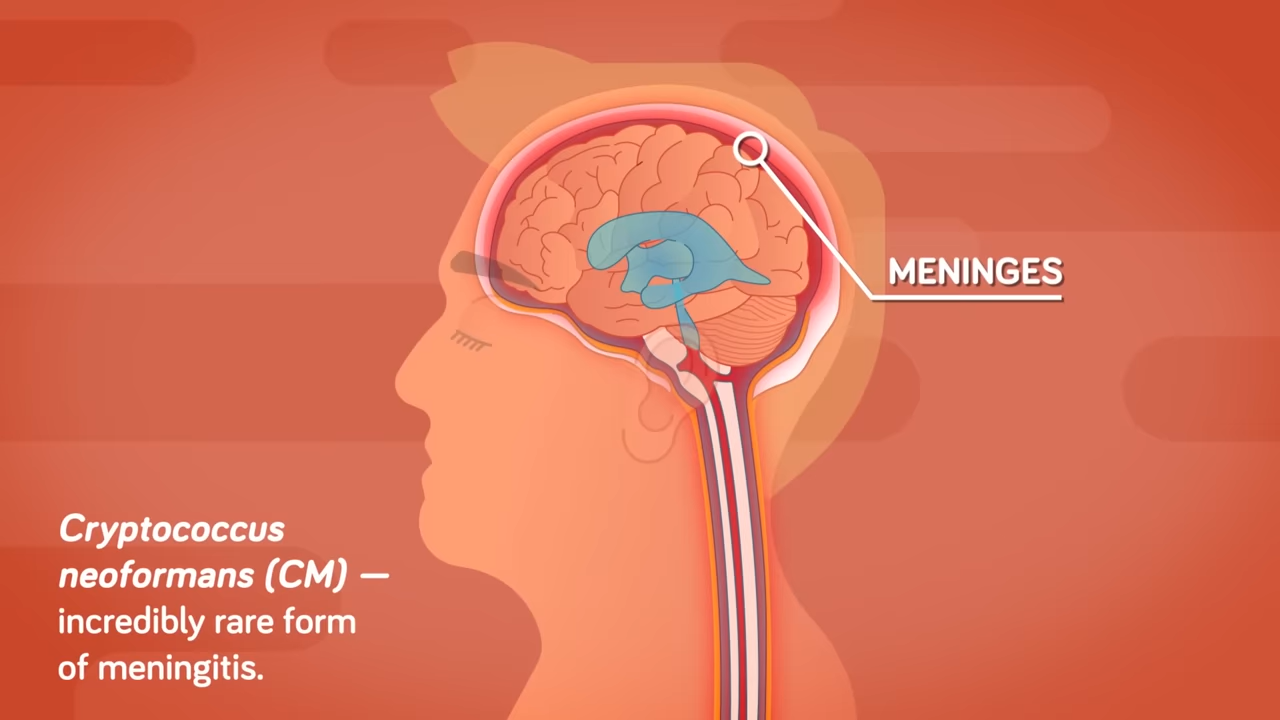 MENINGES
Cryptococcus
neoformans (CM) —
incredibly rare form
of meningitis.